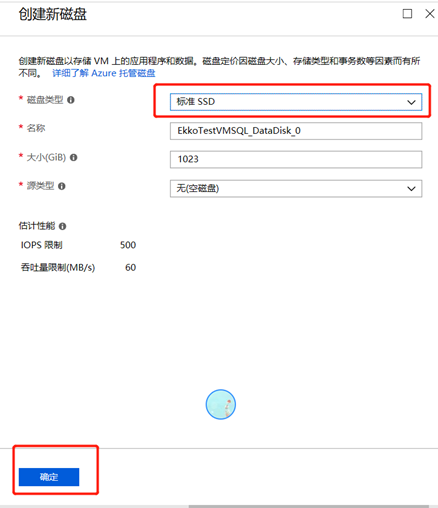 创建新磁盘
创建新磁盘以存储 VM 上的应用程序和数据。磁盘定价因磁盘大小、存储类型和事务数等因素而有所
不同。 详细了解 Azure 托管磁盘
* 磁盘类型 标准 SSD
* 名称 EkkoTestVMSQL_DataDisk_0
* 大小(GiB) 1023
* 源类型 无(空磁盘)
估计性能
IOPS 限制 500
吞吐量限制(MB/s) 60
确定